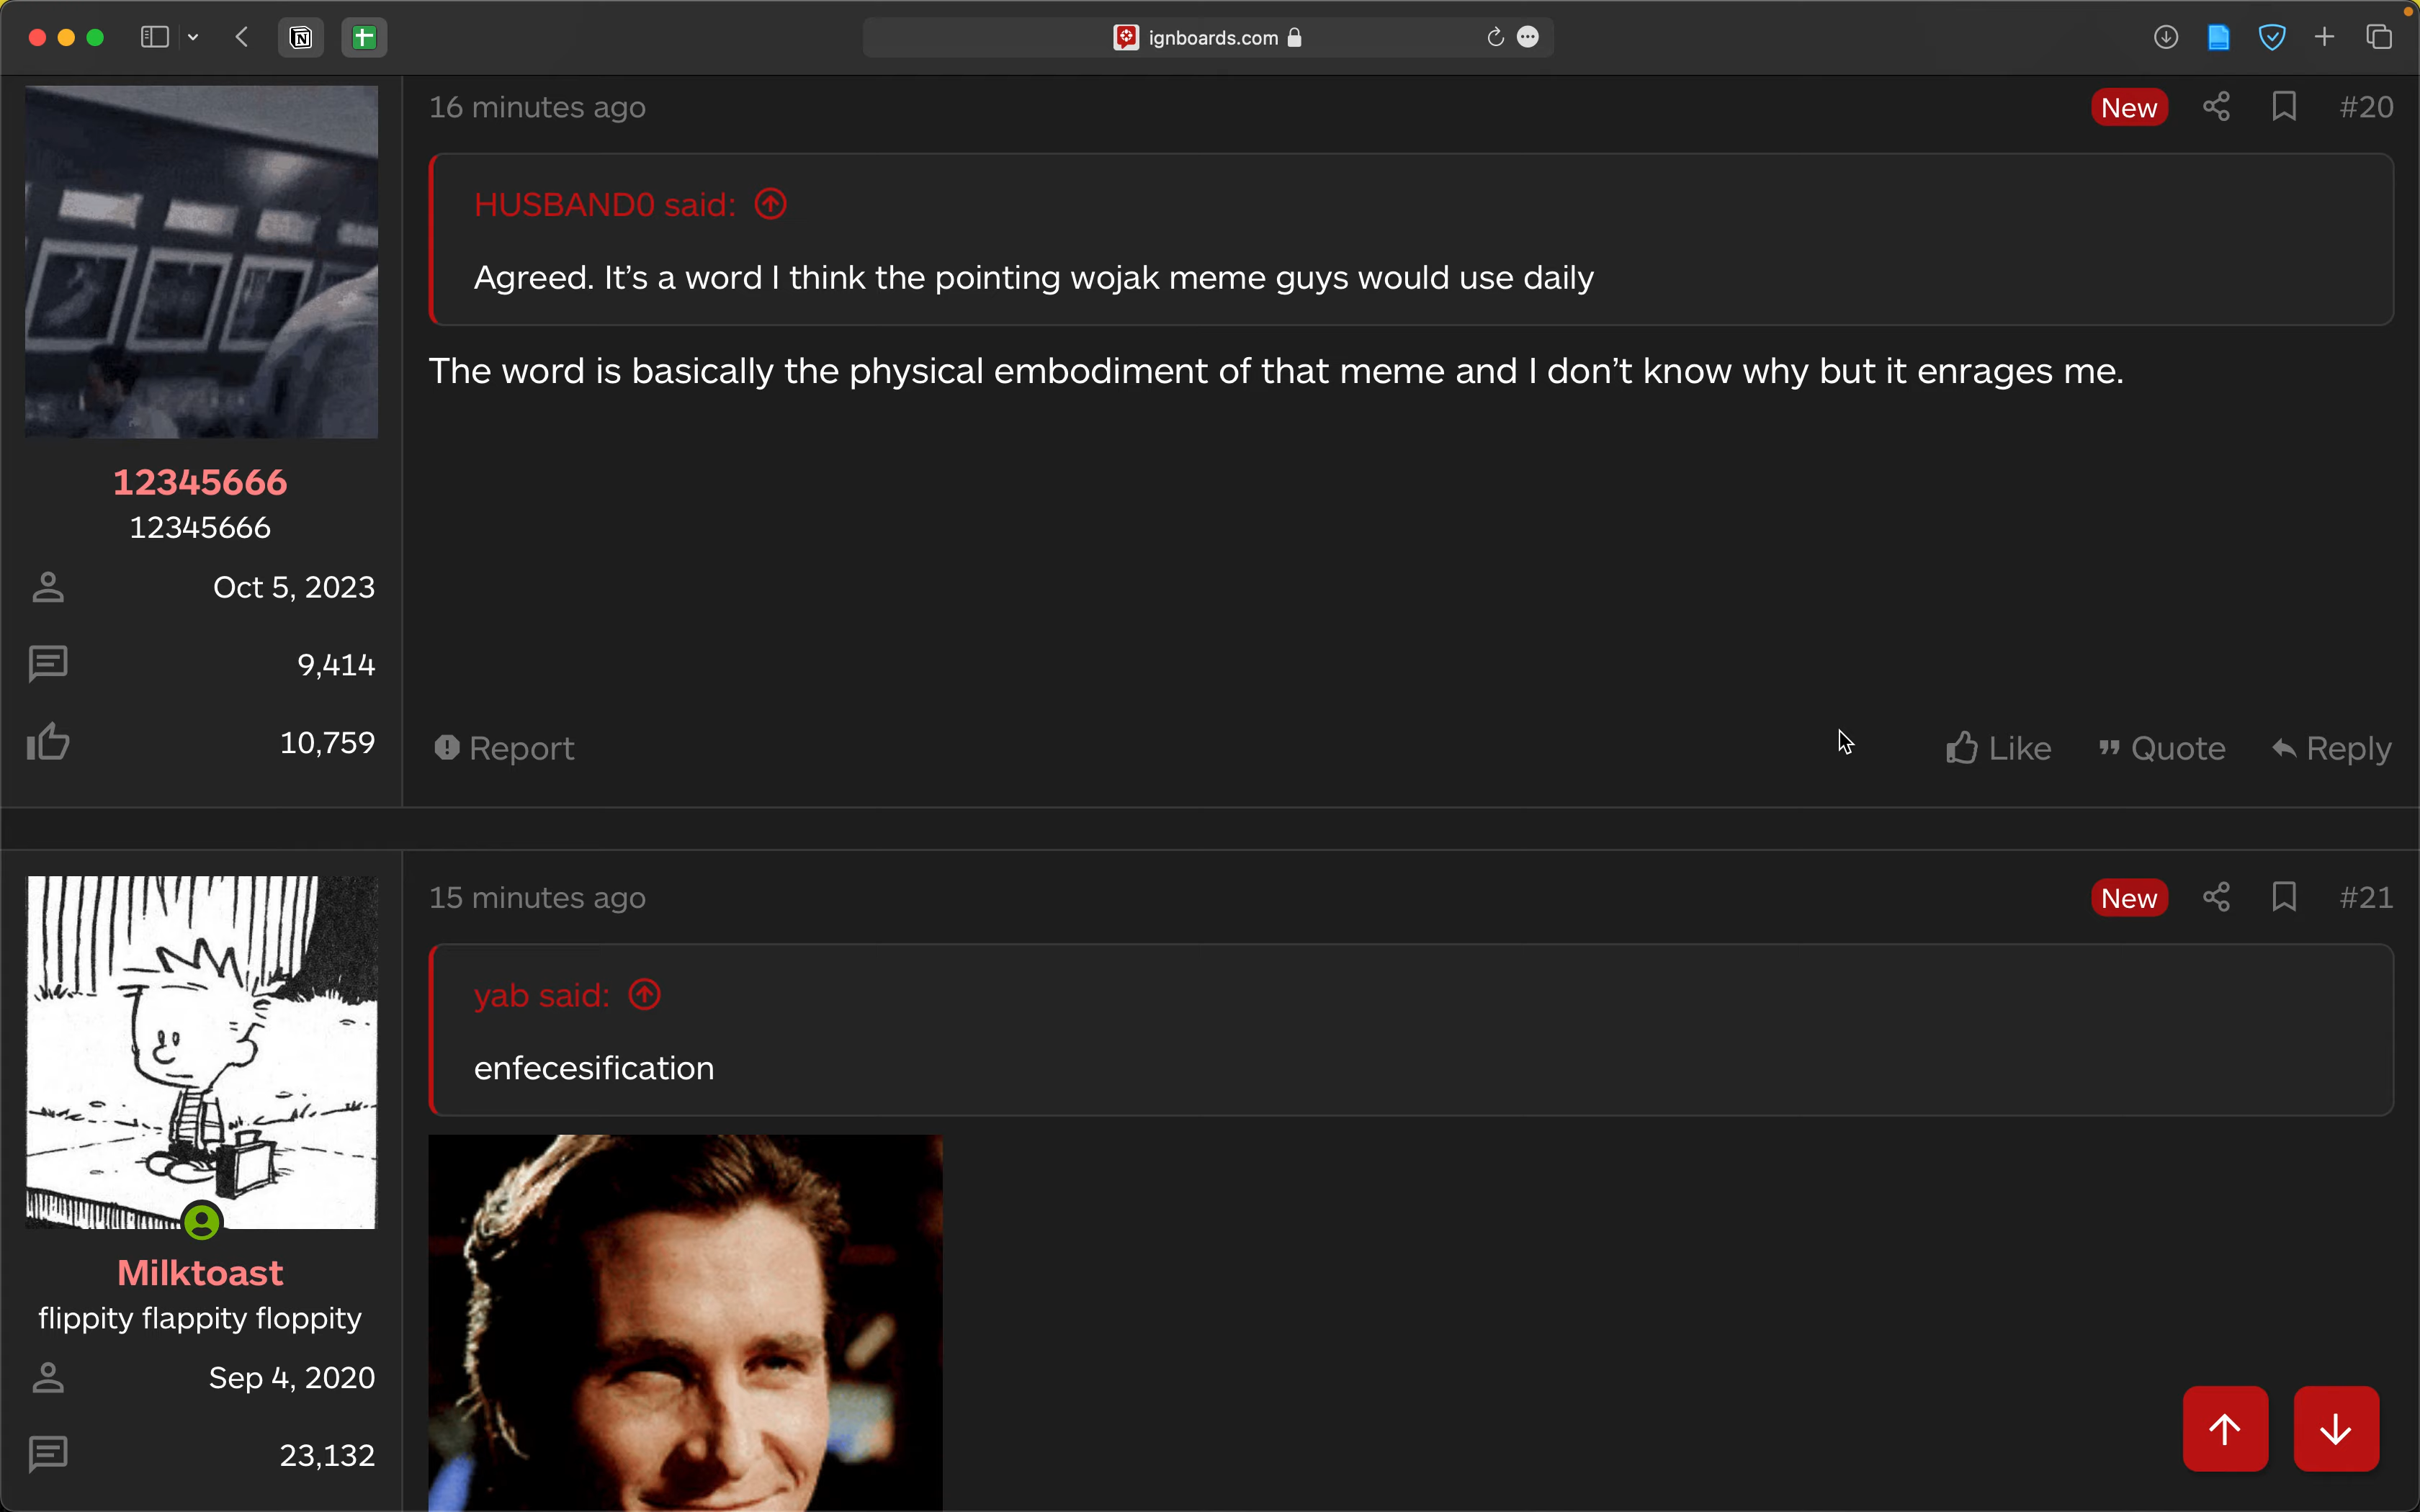 ignboards.com
16 minutes ago
New
#20
HUSBAND0 said:
Agreed. It’s a word I think the pointing wojak meme guys would use daily
The word is basically the physical embodiment of that meme and I don’t know why but it enrages me.
12345666
12345666
Oct 5, 2023
9,414
10,759
Report
Like
Quote
Reply
15 minutes ago
New
#21
yab said:
enfecesification
Milktoast
flippity flappity floppity
Sep 4, 2020
23,132